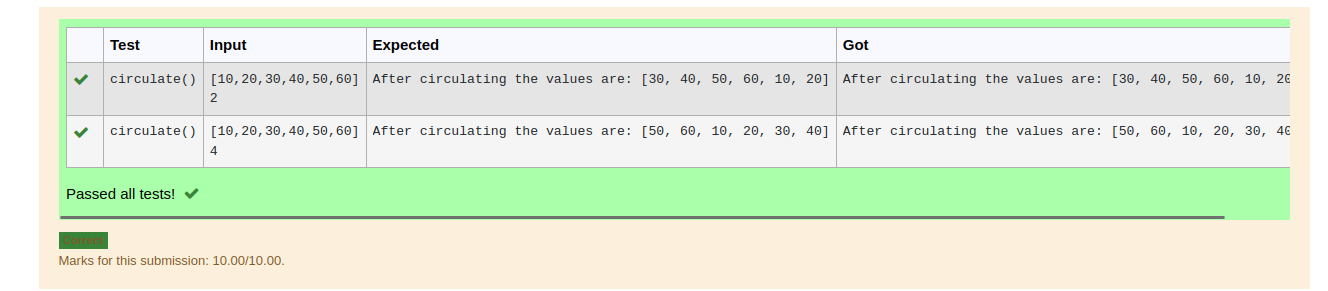 Test Input Expected Got
circulate() [10,20,30,40,50,60] After circulating the values are: [30, 40, 50, 60, 10, 20] After circulating the values are: [30, 40, 50, 60, 10, 20
2
circulate() [10,20,30,40,50,60] After circulating the values are: [50, 60, 10, 20, 30, 40] After circulating the values are: [50, 60, 10, 20, 30, 40
4
Passed all tests!
Correct
Marks for this submission: 10.00/10.00.